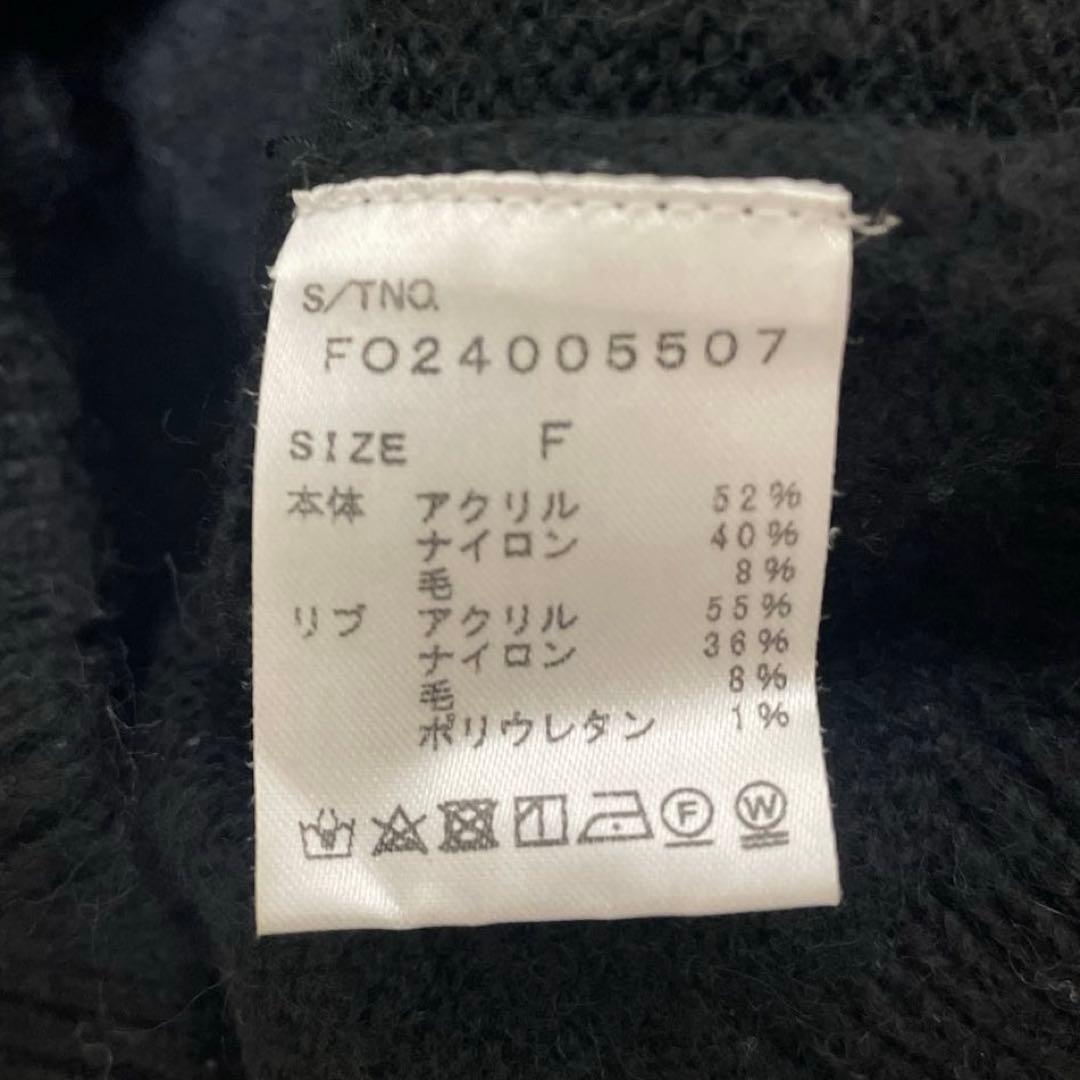 S/TNO.
FO24005507
SIZE F
本体 アクリル 52%
ナイロン 40%
毛 8%
リブ アクリル 55%
ナイロン 36%
毛 8%
ポリウレタン 1%
F W